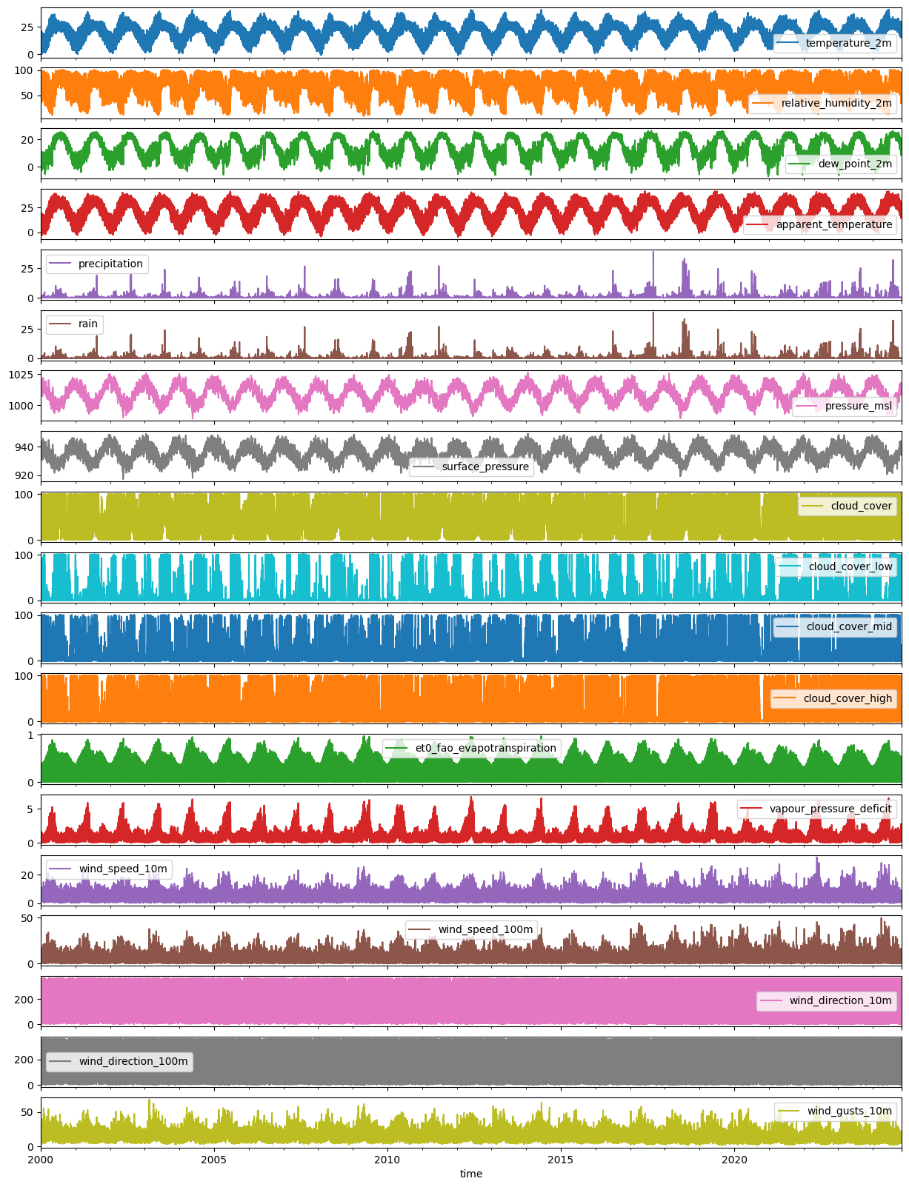 25
0
temperature_2m
100
50
relative_humidity_2m
20
0
dew_point_2m
25
0
apparent_temperature
25
0
precipitation
25
0
rain
1025
1000
pressure_msl
940
920
surface_pressure
100
0
cloud_cover
100
0
cloud_cover_low
100
0
cloud_cover_mid
100
0
cloud_cover_high
1
0
et0_fao_evapotranspiration
5
0
vapour_pressure_deficit
20
0
wind_speed_10m
50
0
wind_speed_100m
200
0
wind_direction_10m
200
0
wind_direction_100m
50
0
wind_gusts_10m
2000 2005 2010 2015 2020
time